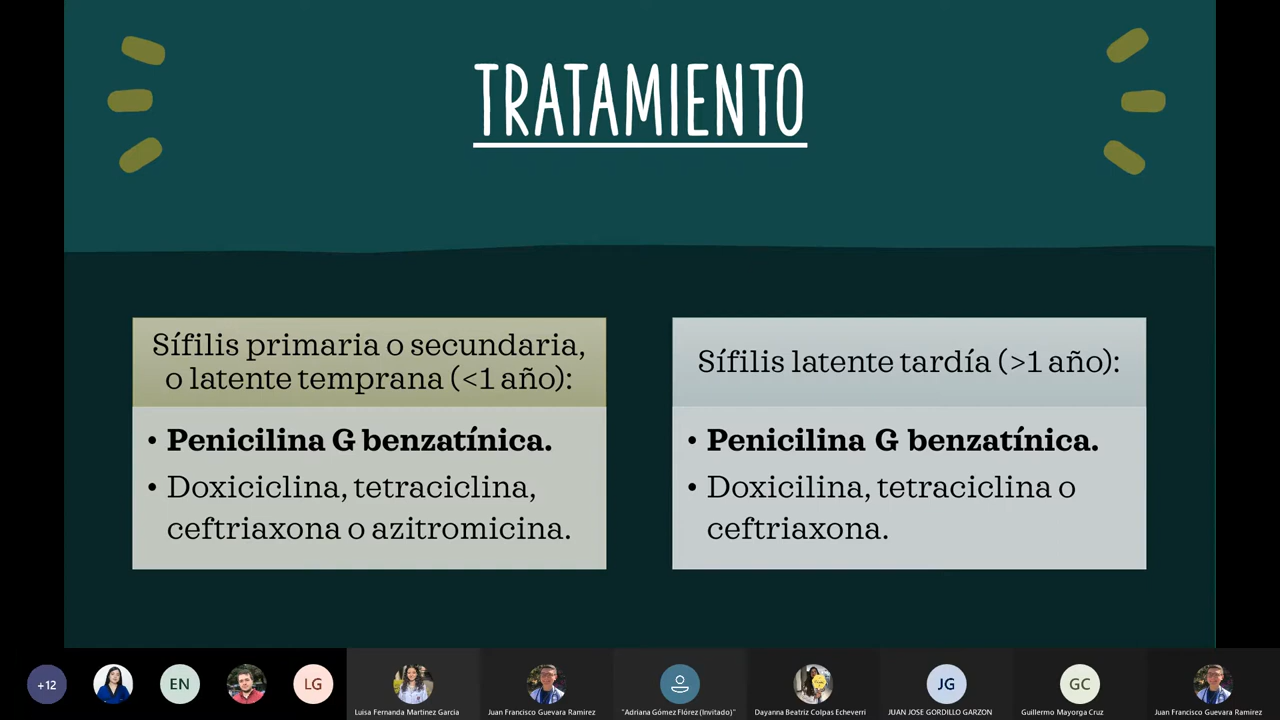 TRATAMIENTO
Sífilis primaria o secundaria,
o latente temprana (<1 año):
• Penicilina G benzatínica.
• Doxiciclina, tetraciclina,
ceftriaxona o azitromicina.
Sífilis latente tardía (>1 año):
• Penicilina G benzatínica.
• Doxicilina, tetraciclina o
ceftriaxona.
+12
EN
LG
Luisa Fernanda Martinez Garcia
Juan Francisco Guevara Ramirez
"Adriana Gómez Flórez (Invitado)"
Dayanna Beatriz Colpas Echeverri
JG
JUAN JOSE GORDILLO GARZON
GC
Guillermo Mayorga Cruz
Juan Francisco Guevara Ramirez